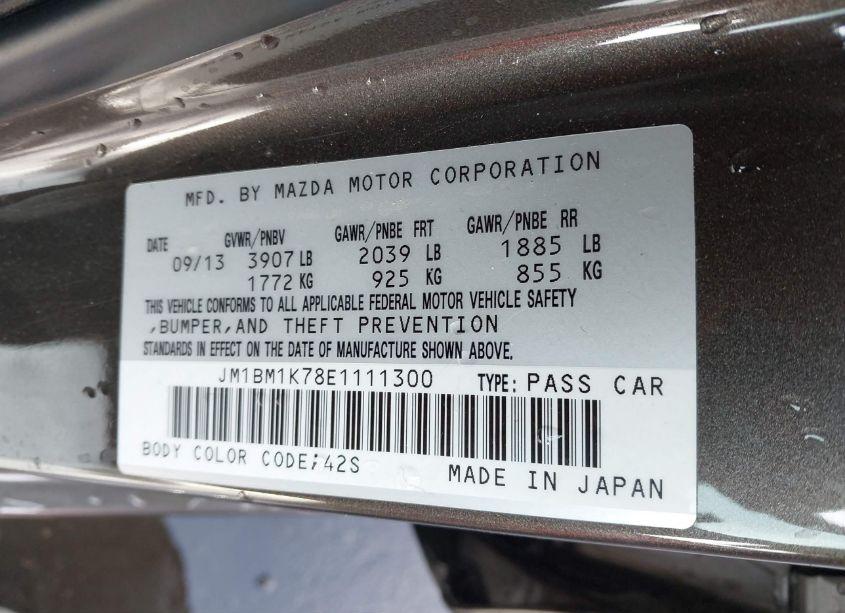 MFD. BY MAZDA MOTOR CORPORATION
DATE GVWR/PNBV GAWR/PNBE FRT GAWR/PNBE RR
09/13 3907 LB 2039 LB 1885 LB
1772 KG 925 KG 855 KG
THIS VEHICLE CONFORMS TO ALL APPLICABLE FEDERAL MOTOR VEHICLE SAFETY
,BUMPER,AND THEFT PREVENTION
STANDARDS IN EFFECT ON THE DATE OF MANUFACTURE SHOWN ABOVE.
JM1BM1K78E1111300 TYPE: PASS CAR
BODY COLOR CODE;42S MADE IN JAPAN